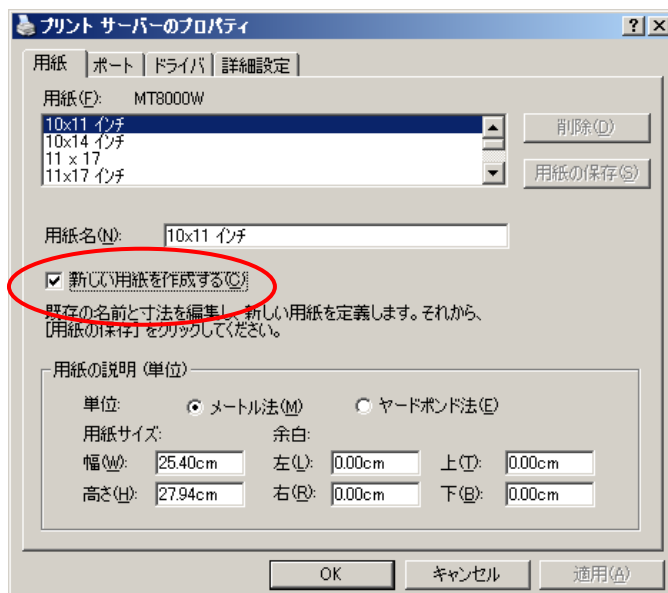 プリント サーバーのプロパティ
用紙 ポート ドライバ 詳細設定
用紙(F): MT8000W
10x11 インチ
10x14 インチ
11 x 17
11x17 インチ
削除(D)
用紙の保存(S)
用紙名(N): 10x11 インチ
新しい用紙を作成する(C)
既存の名前と寸法を編集し、新しい用紙を定義します。それから、
[用紙の保存] をクリックしてください。
用紙の説明 (単位)
単位: メートル法(M) ヤードポンド法(E)
用紙サイズ: 余白:
幅(W): 25.40cm 左(L): 0.00cm 上(T): 0.00cm
高さ(H): 27.94cm 右(R): 0.00cm 下(B): 0.00cm
OK キャンセル 適用(A)